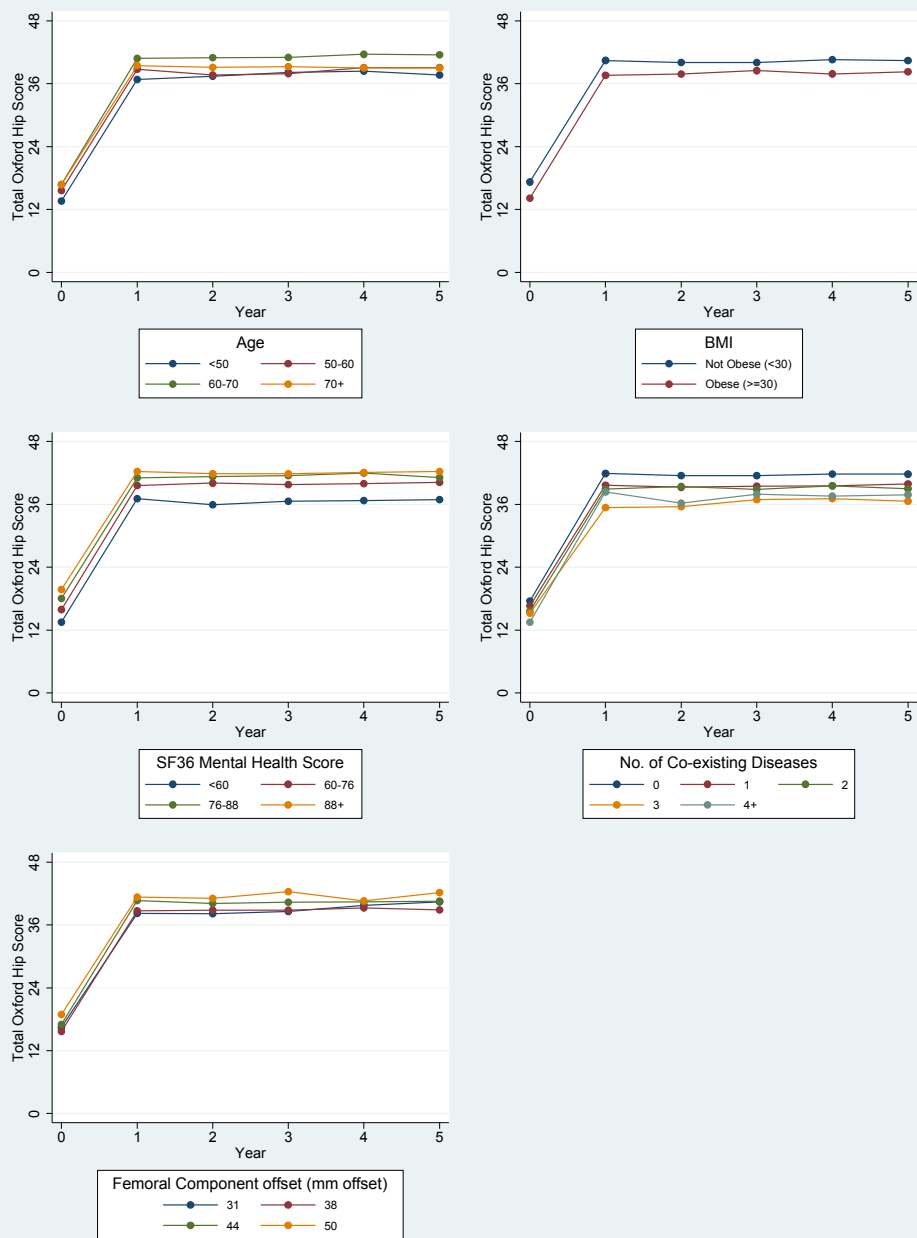 Total Oxford Hip Score
48
36
24
12
0
0 1 2 3 4 5
Year
Age
<50 50-60
60-70 70+
Total Oxford Hip Score
48
36
24
12
0
0 1 2 3 4 5
Year
BMI
Not Obese (<30)
Obese (>=30)
Total Oxford Hip Score
48
36
24
12
0
0 1 2 3 4 5
Year
SF36 Mental Health Score
<60 60-76
76-88 88+
Total Oxford Hip Score
48
36
24
12
0
0 1 2 3 4 5
Year
No. of Co-existing Diseases
0 1 2
3 4+
Total Oxford Hip Score
48
36
24
12
0
0 1 2 3 4 5
Year
Femoral Component offset (mm offset)
31 38
44 50